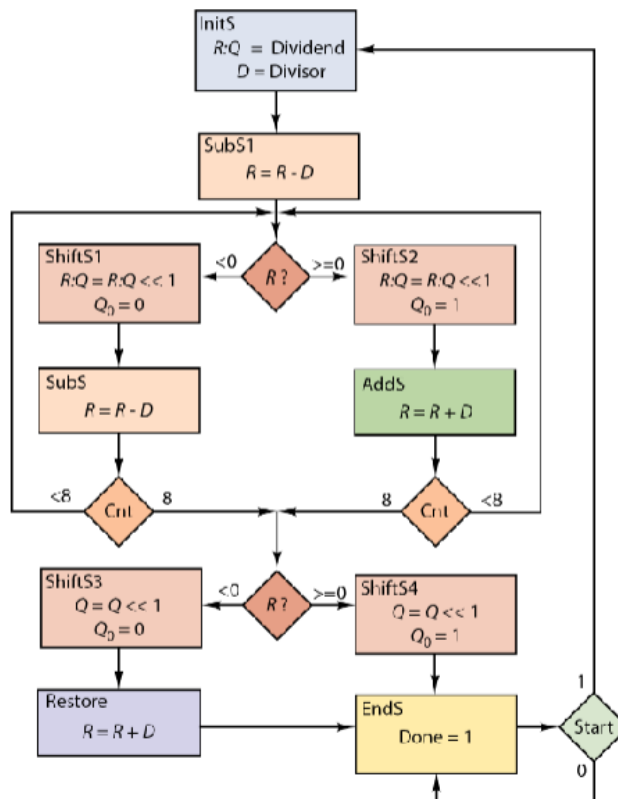 InitS
R:Q = Dividend
D = Divisor
SubS1
R = R - D
<0
R ?
>=0
ShiftS1
R:Q = R:Q << 1
Q0 = 0
ShiftS2
R:Q = R:Q <<1
Q0 = 1
SubS
R = R - D
AddS
R = R + D
<8
Cnt
8
8
Cnt
<8
ShiftS3
Q = Q << 1
Q0 = 0
<0
R ?
>=0
ShiftS4
Q = Q << 1
Q0 = 1
Restore
R = R + D
EndS
Done = 1
1
Start
0